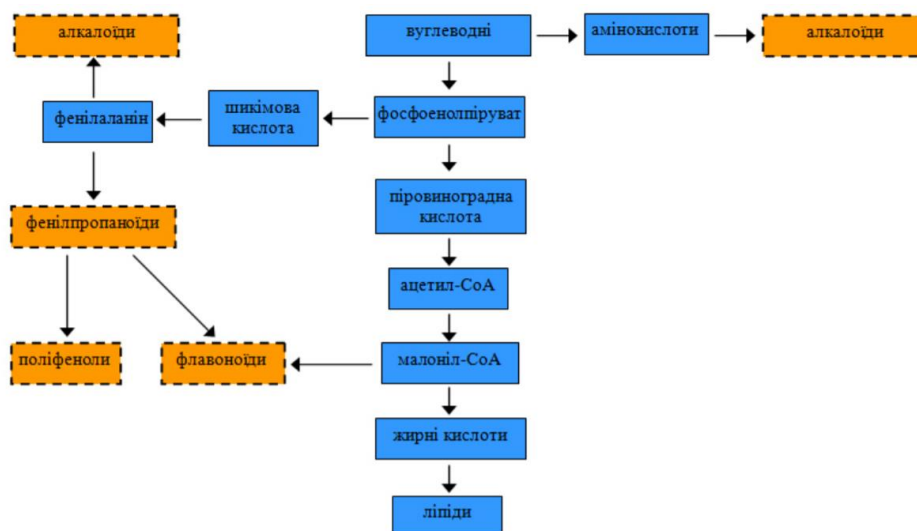 алкалоїди
вуглеводні
амінокислоти
алкалоїди
фенілаланін
шикімова
кислота
фосфоенолпіруват
фенілпропаноїди
піровиноградна
кислота
ацетил-СоА
поліфеноли
флавоноїди
малоніл-СоА
жирні кислоти
ліпіди